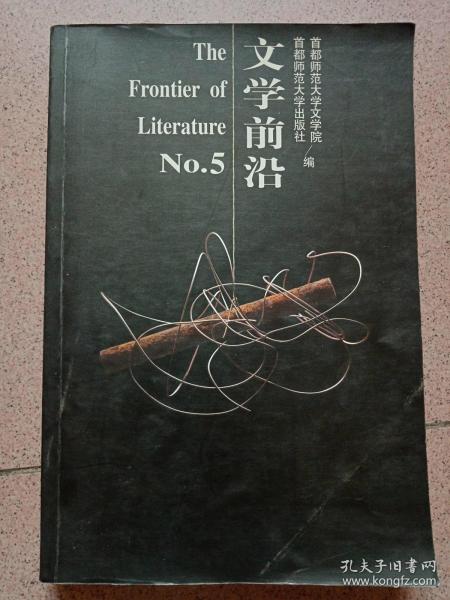 The
Frontier of
Literature
No.5
文学前沿
首都师范大学文学院
首都师范大学出版社
编
孔夫子旧书网
www.kongfz.com